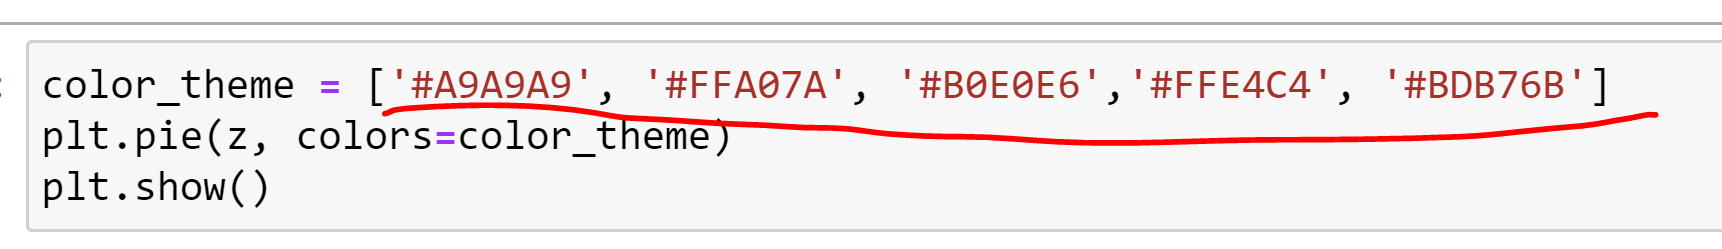 color_theme = ['#A9A9A9', '#FFA07A', '#B0E0E6','#FFE4C4', '#BDB76B']
plt.pie(z, colors=color_theme)
plt.show()